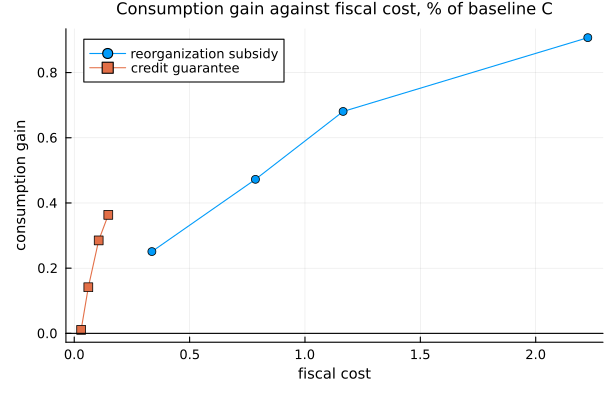 Consumption gain against fiscal cost, % of baseline C
reorganization subsidy
credit guarantee
consumption gain
0.8
0.6
0.4
0.2
0.0
0.0 0.5 1.0 1.5 2.0
fiscal cost